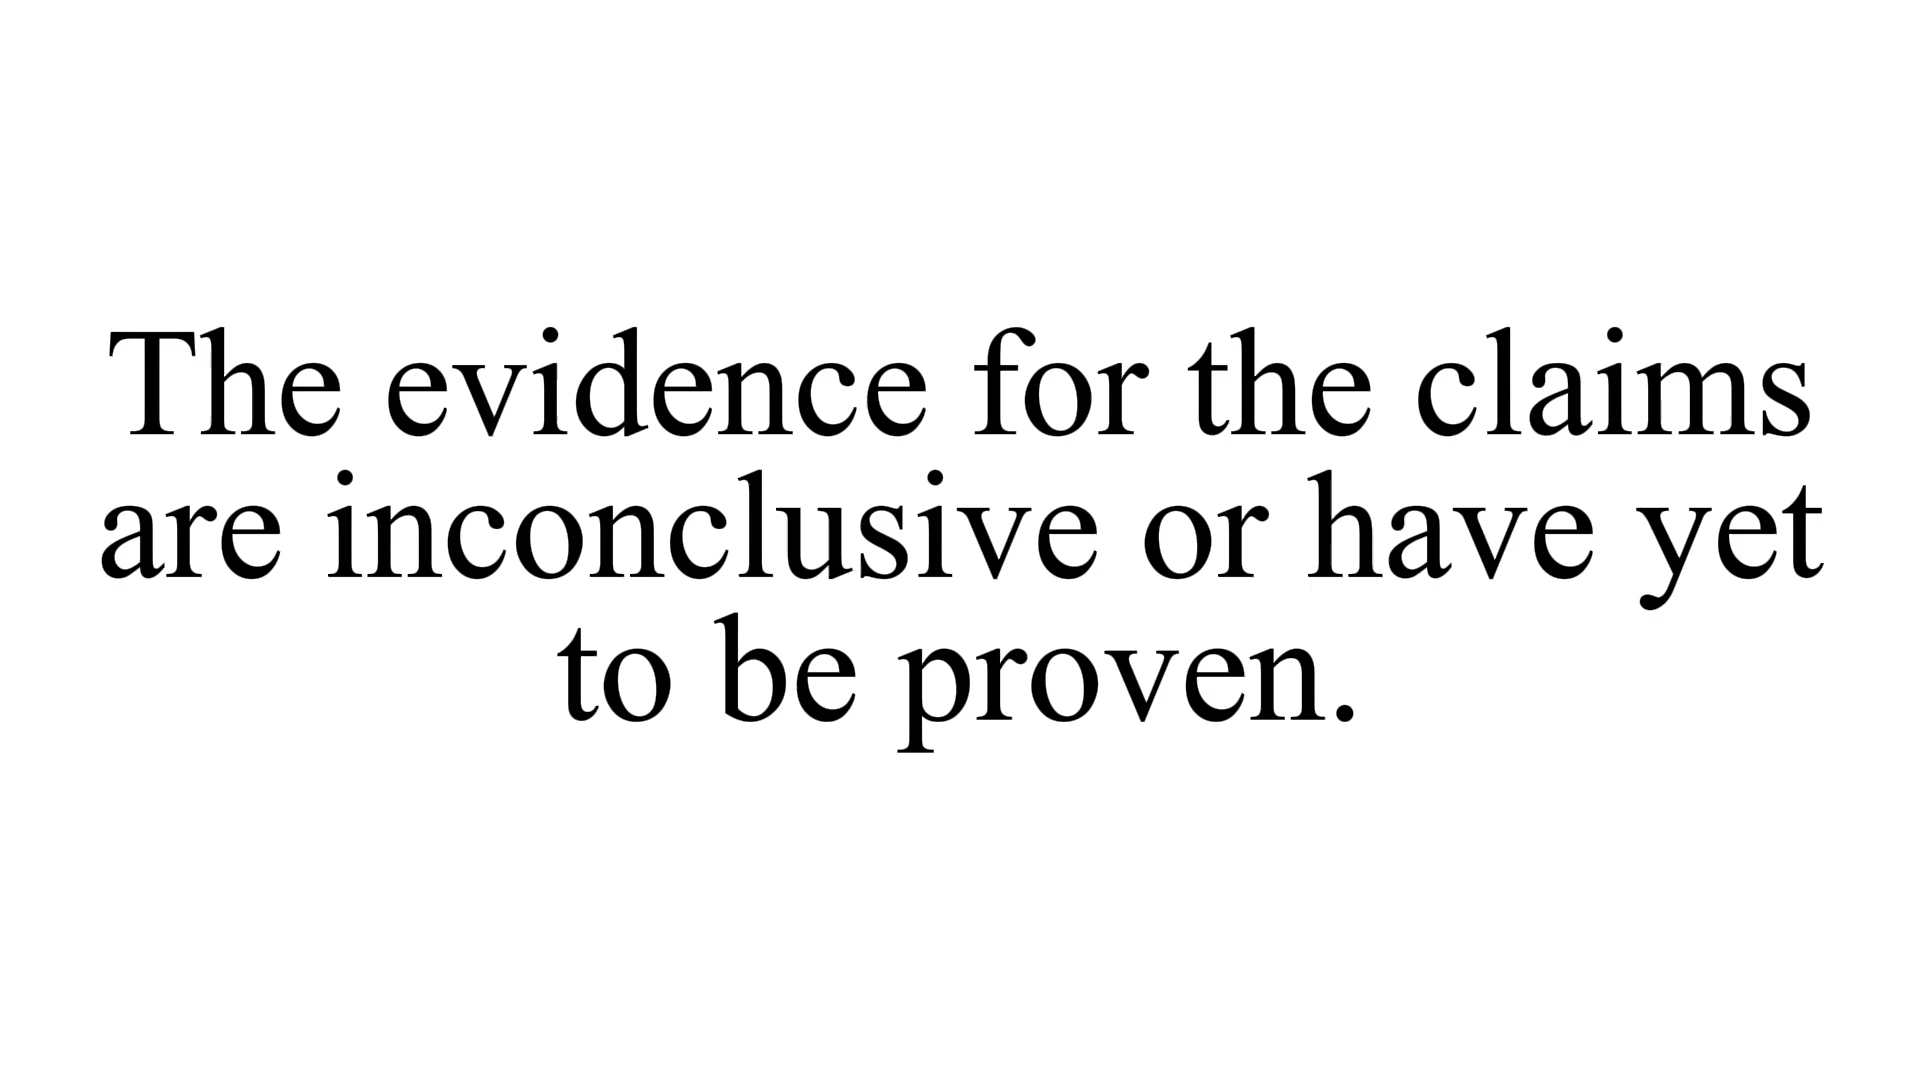 The evidence for the claims
are inconclusive or have yet
to be proven.